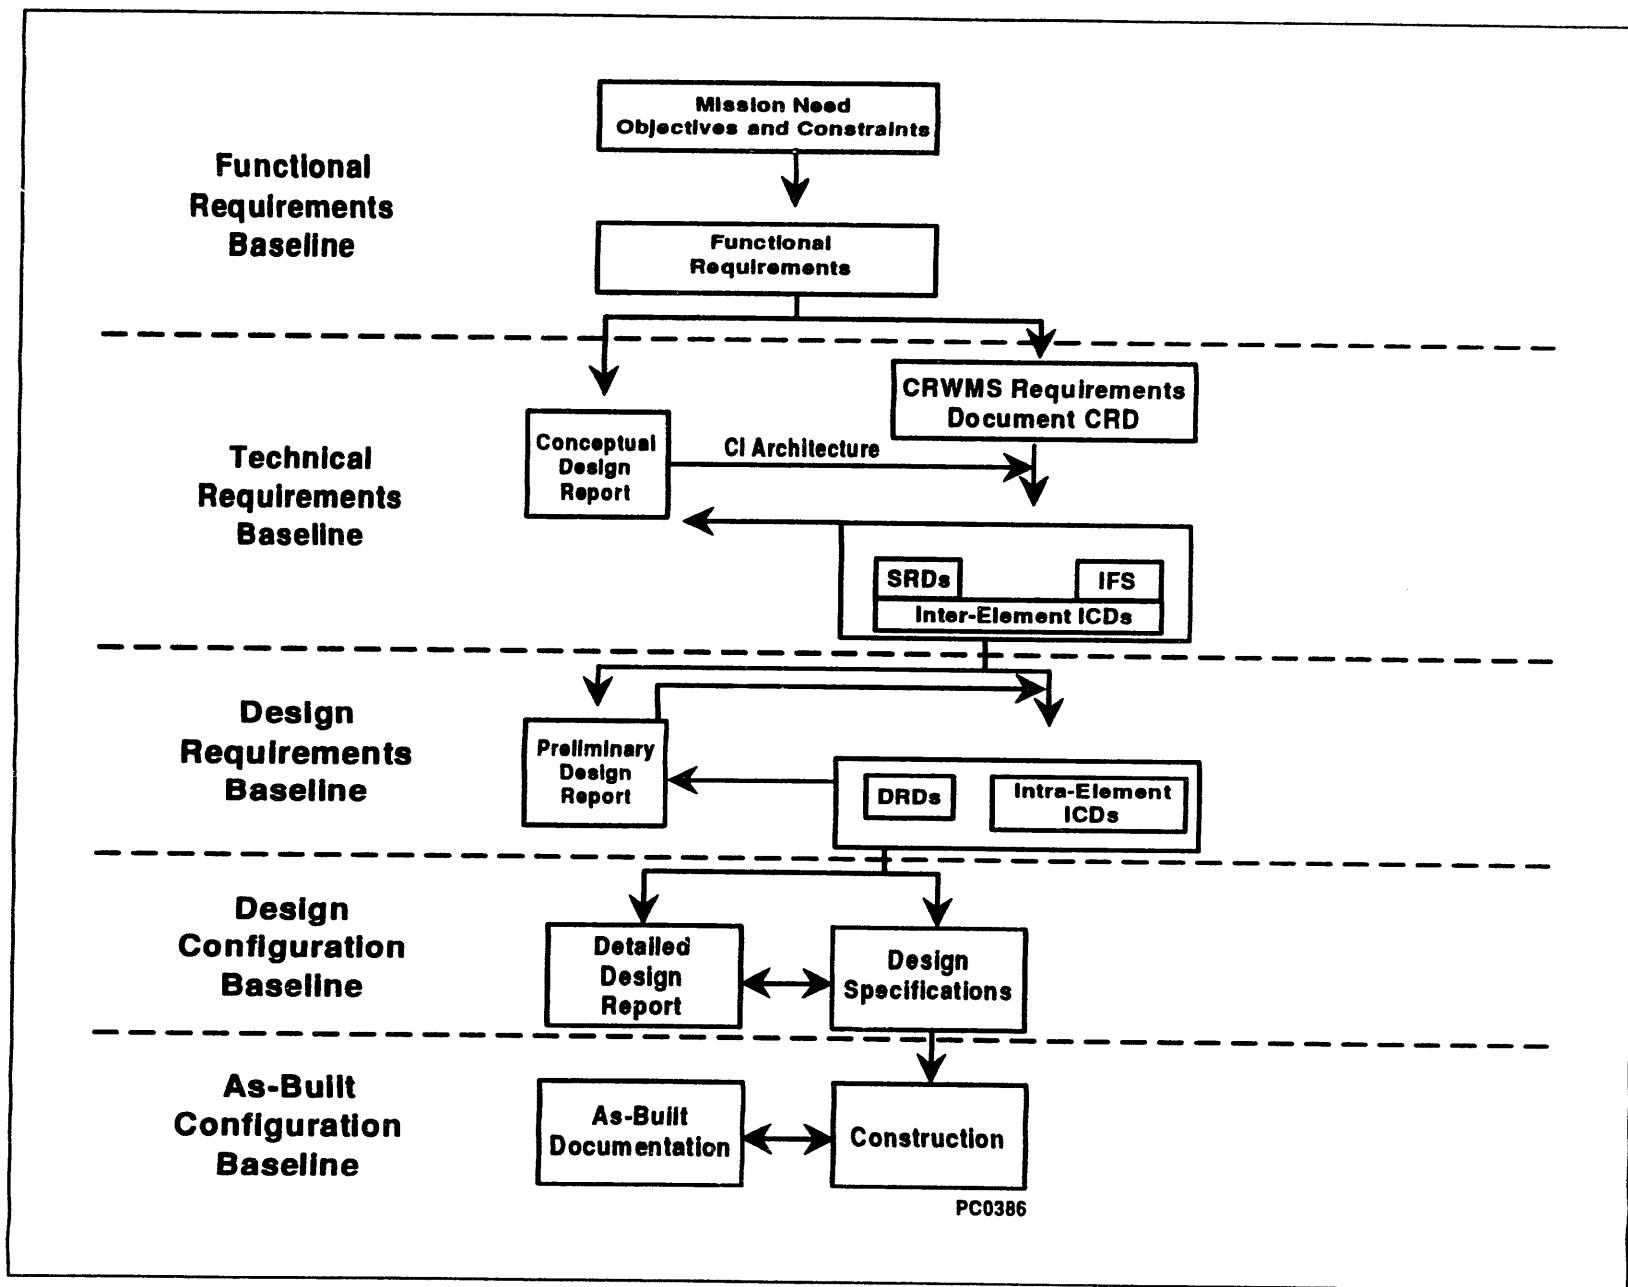 Mission Need
Objectives and Constraints
Functional
Requirements
Baseline
Functional
Requirements
CRWMS Requirements
Document CRD
Technical
Requirements
Baseline
Conceptual
Design
Report
CI Architecture
SRDs
IFS
Inter-Element ICDs
Design
Requirements
Baseline
Preliminary
Design
Report
DRDs
Intra-Element
ICDs
Design
Configuration
Baseline
Detailed
Design
Report
Design
Specifications
As-Built
Configuration
Baseline
As-Built
Documentation
Construction
PC0386